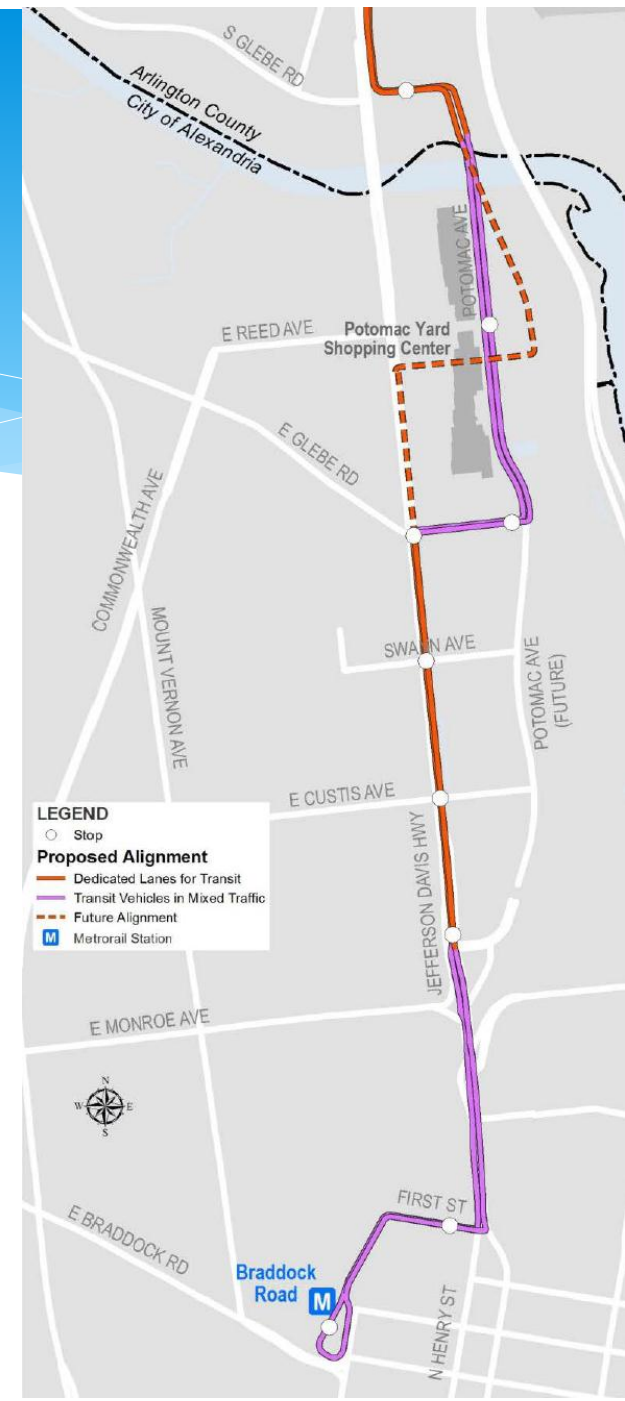 S GLEBE RD
Arlington County
City of Alexandria
POTOMAC AVE
E REED AVE
Potomac Yard
Shopping Center
E GLEBE RD
COMMONWEALTH AVE
MOUNT VERNON AVE
SWANN AVE
POTOMAC AVE
(FUTURE)
E CUSTIS AVE
JEFFERSON DAVIS HWY
LEGEND
Stop
Proposed Alignment
Dedicated Lanes for Transit
Transit Vehicles in Mixed Traffic
Future Alignment
M Metrorail Station
E MONROE AVE
N
W E
S
FIRST ST
E BRADDOCK RD
Braddock
Road M
N HENRY ST